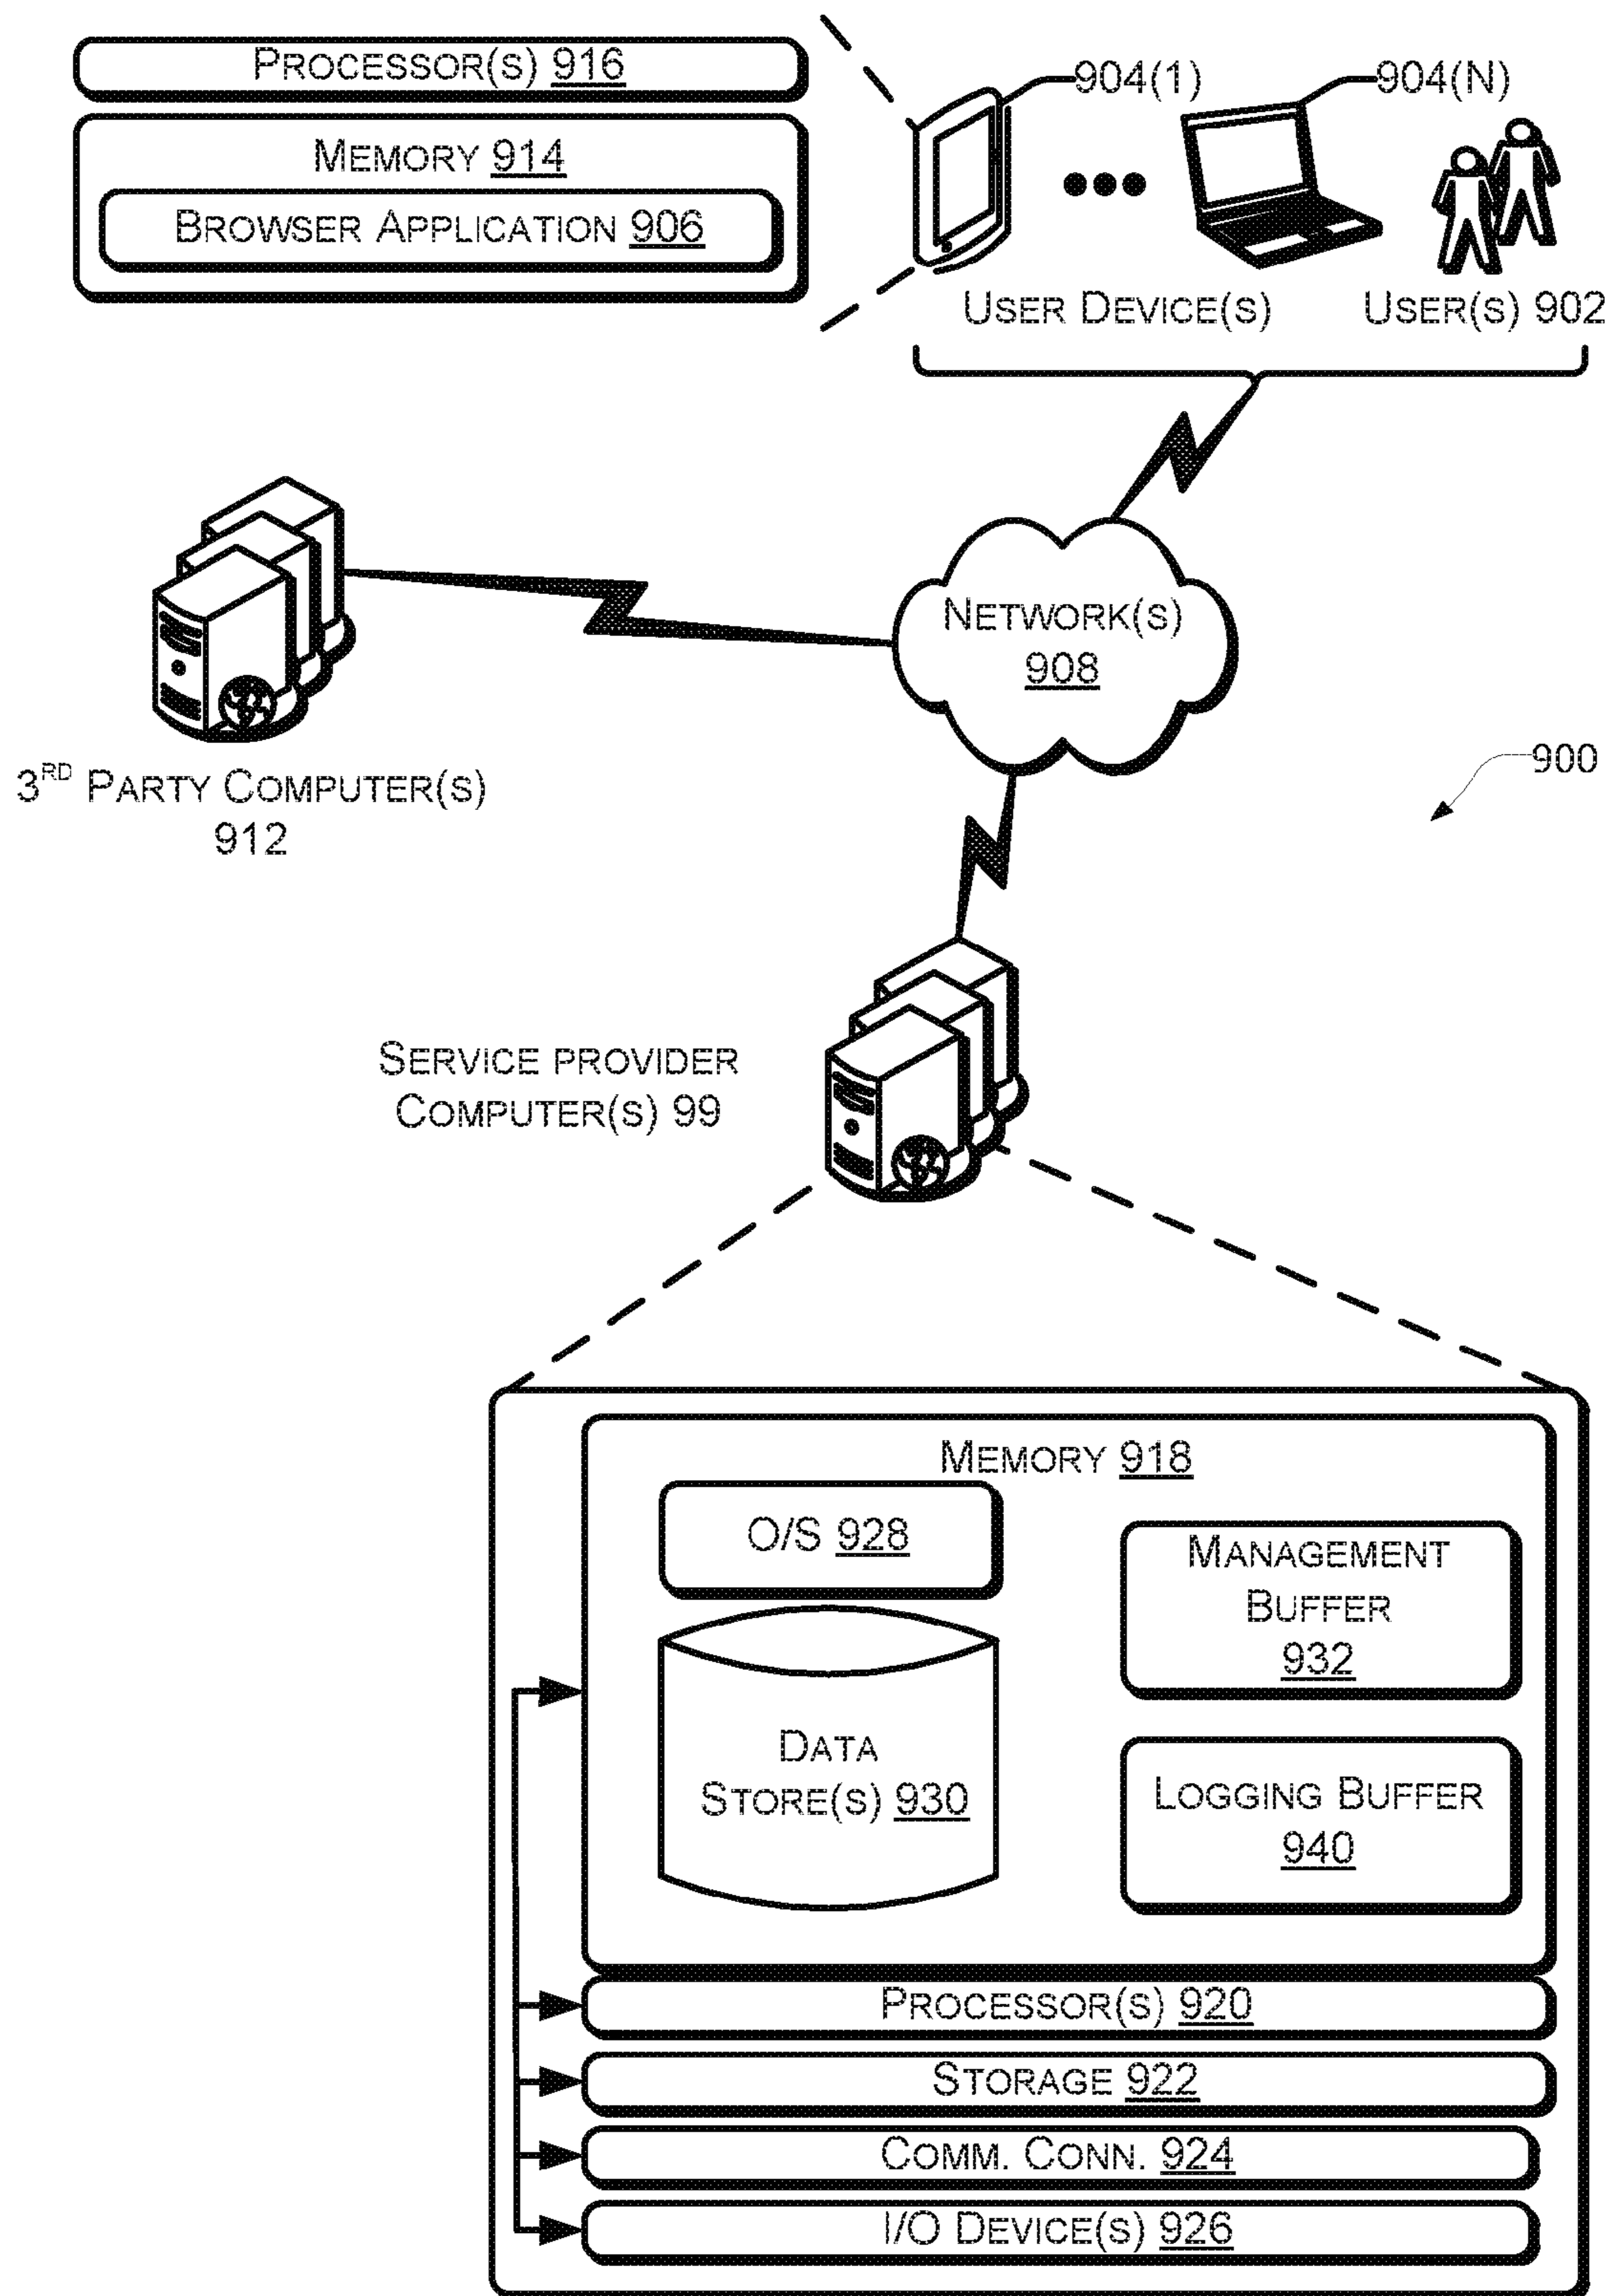 PROCESSOR(S) 916
MEMORY 914
BROWSER APPLICATION 906
904(1)
904(N)
USER DEVICE(S)
USER(S) 902
NETWORK(S)
908
3RD PARTY COMPUTER(S)
912
900
SERVICE PROVIDER
COMPUTER(S) 99
MEMORY 918
O/S 928
MANAGEMENT
BUFFER
932
DATA
STORE(S) 930
LOGGING BUFFER
940
PROCESSOR(S) 920
STORAGE 922
COMM. CONN. 924
I/O DEVICE(S) 926